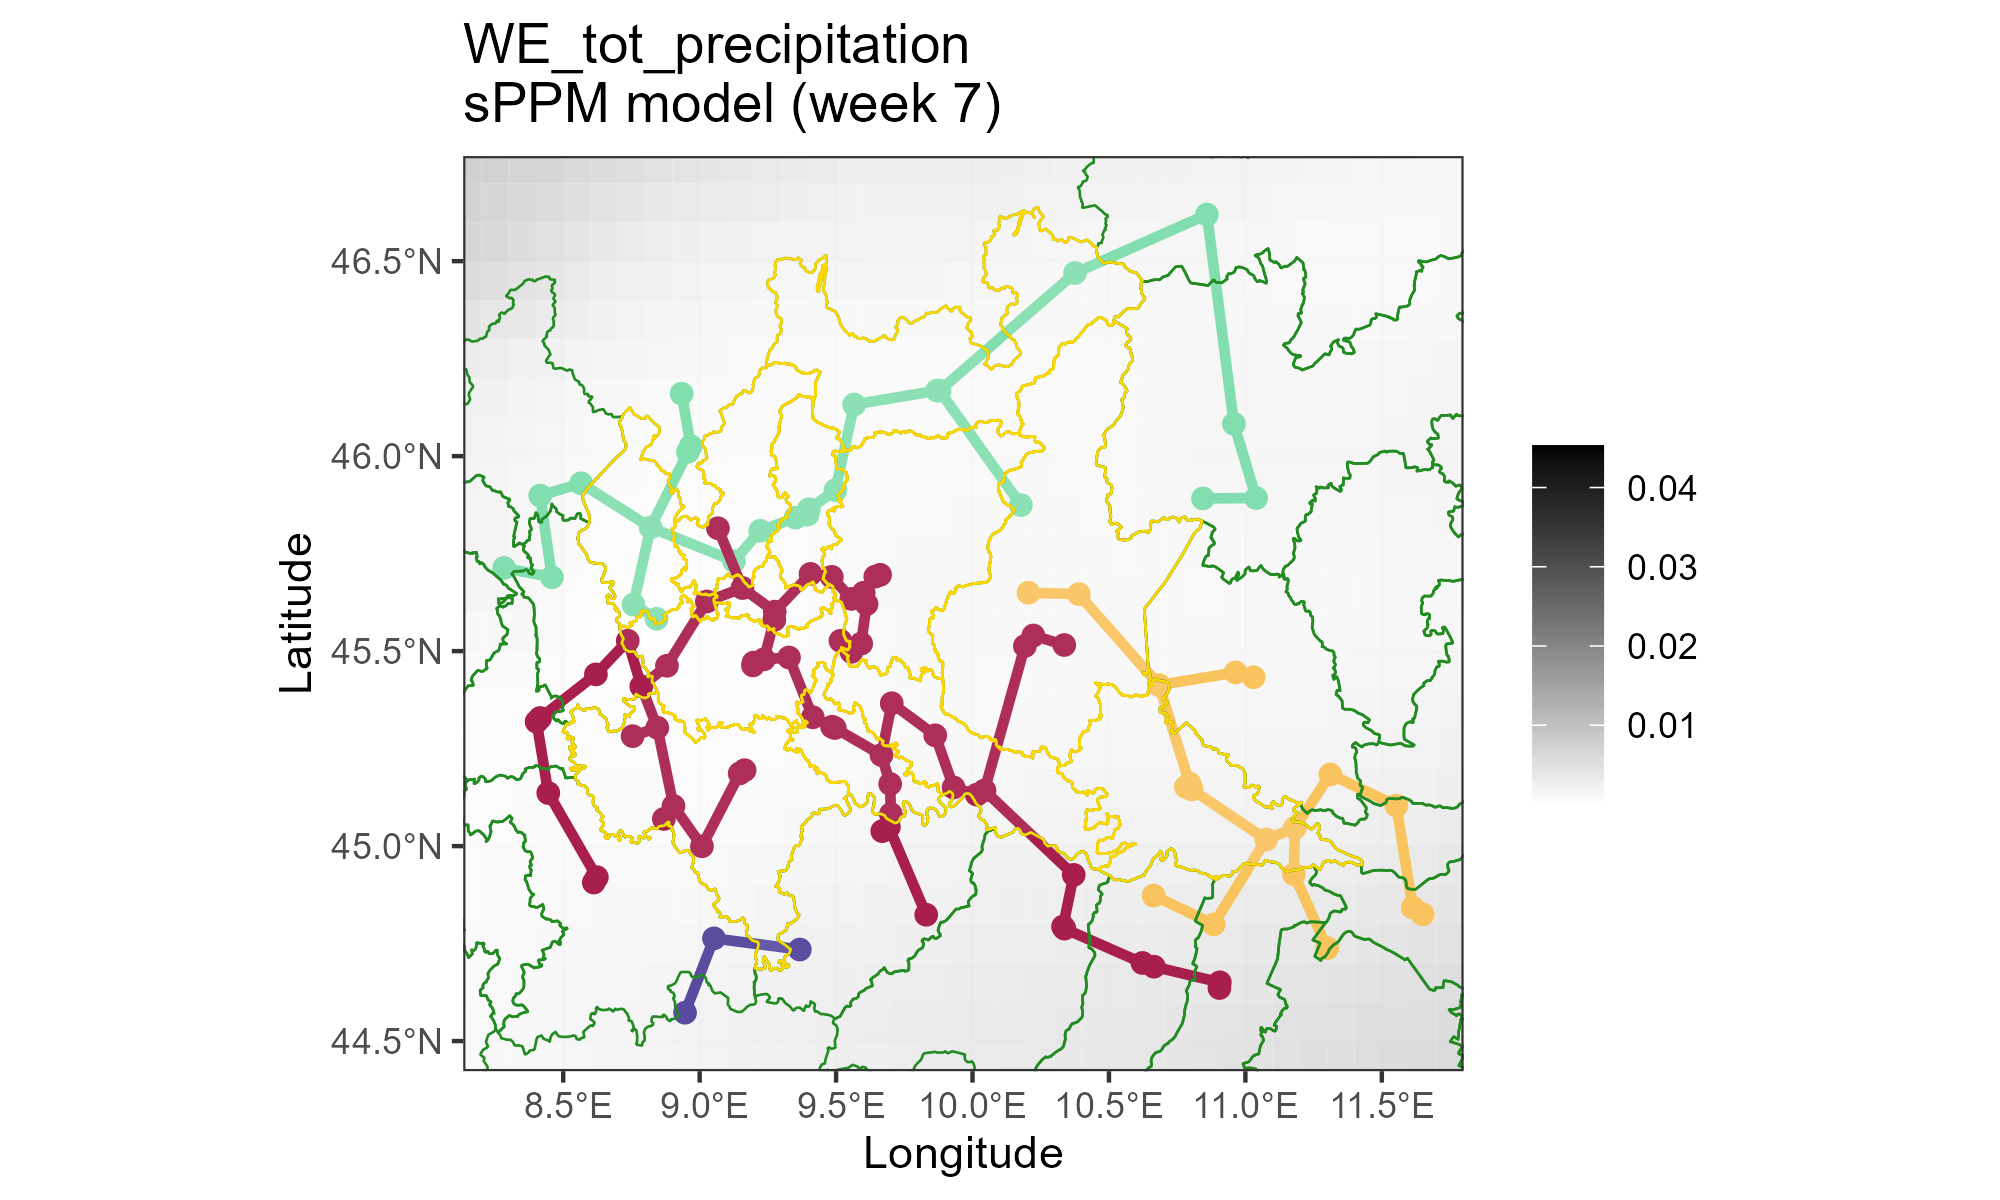 WE_tot_precipitation
sPPM model (week 7)
46.5°N
46.0°N
45.5°N
45.0°N
44.5°N
Latitude
8.5°E 9.0°E 9.5°E 10.0°E 10.5°E 11.0°E 11.5°E
Longitude
0.04
0.03
0.02
0.01